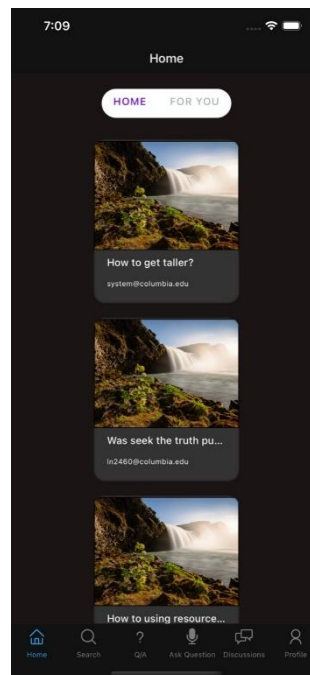 7:09
Home
HOME FOR YOU
How to get taller?
system@columbia.edu
Was seek the truth pu...
ln2460@columbia.edu
How to using resource...
Home Search Q/A Ask Question Discussions Profile